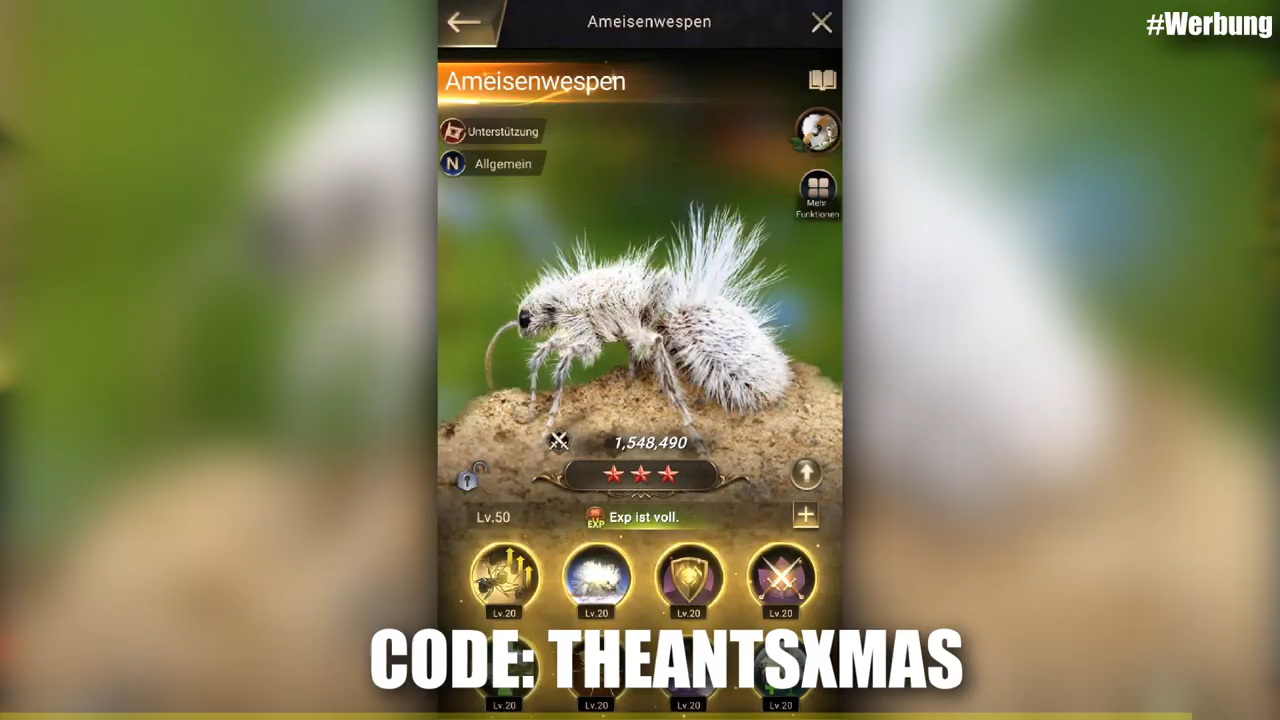 Ameisenwespen
#Werbung
Ameisenwespen
Unterstützung
N Allgemein
Mehr
Funktionen
1,548,490
Lv.50
EXP Exp ist voll.
Lv.20 Lv.20 Lv.20 Lv.20
CODE: THEANTSXMAS
Lv.20 Lv.20 Lv.20 Lv.20